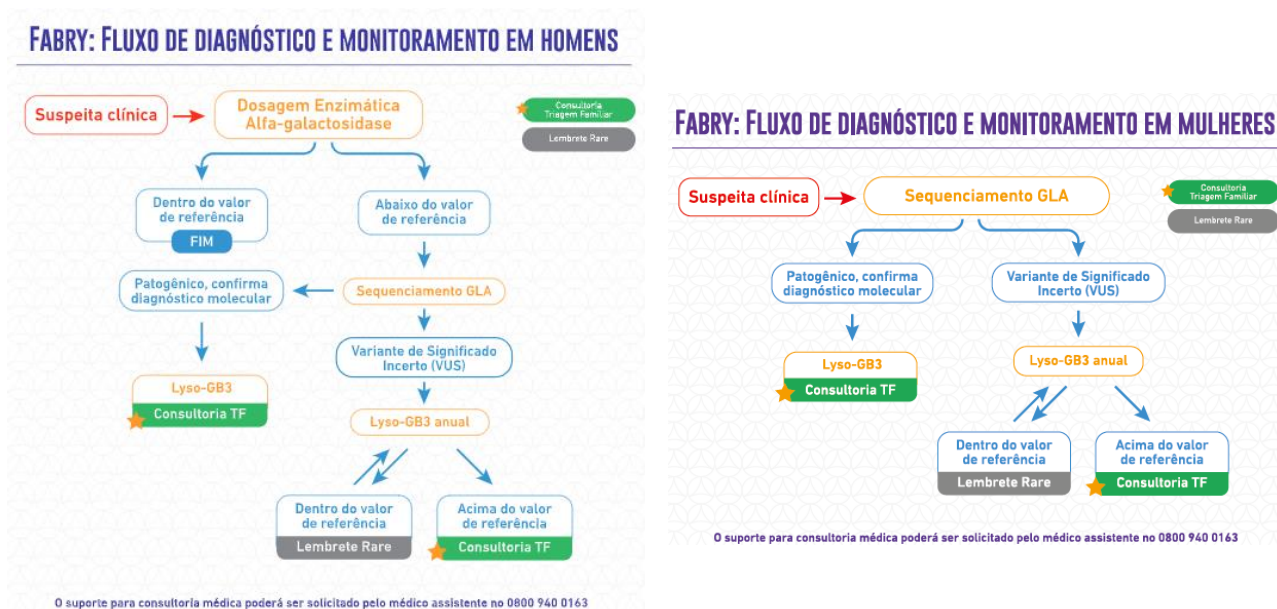 FABRY: FLUXO DE DIAGNÓSTICO E MONITORAMENTO EM HOMENS
Suspeita clínica
Dosagem Enzimática
Alfa-galactosidase
Consultoria
Triagem Familiar
Lembrete Rare
Dentro do valor
de referência
FIM
Abaixo do valor
de referência
Patogênico, confirma
diagnóstico molecular
Sequenciamento GLA
Variante de Significado
Incerto (VUS)
Lyso-GB3
Consultoria TF
Lyso-GB3 anual
Dentro do valor
de referência
Lembrete Rare
Acima do valor
de referência
Consultoria TF
O suporte para consultoria médica poderá ser solicitado pelo médico assistente no 0800 940 0163
FABRY: FLUXO DE DIAGNÓSTICO E MONITORAMENTO EM MULHERES
Suspeita clínica
Sequenciamento GLA
Consultoria
Triagem Familiar
Lembrete Rare
Patogênico, confirma
diagnóstico molecular
Variante de Significado
Incerto (VUS)
Lyso-GB3
Consultoria TF
Lyso-GB3 anual
Dentro do valor
de referência
Lembrete Rare
Acima do valor
de referência
Consultoria TF
O suporte para consultoria médica poderá ser solicitado pelo médico assistente no 0800 940 0163